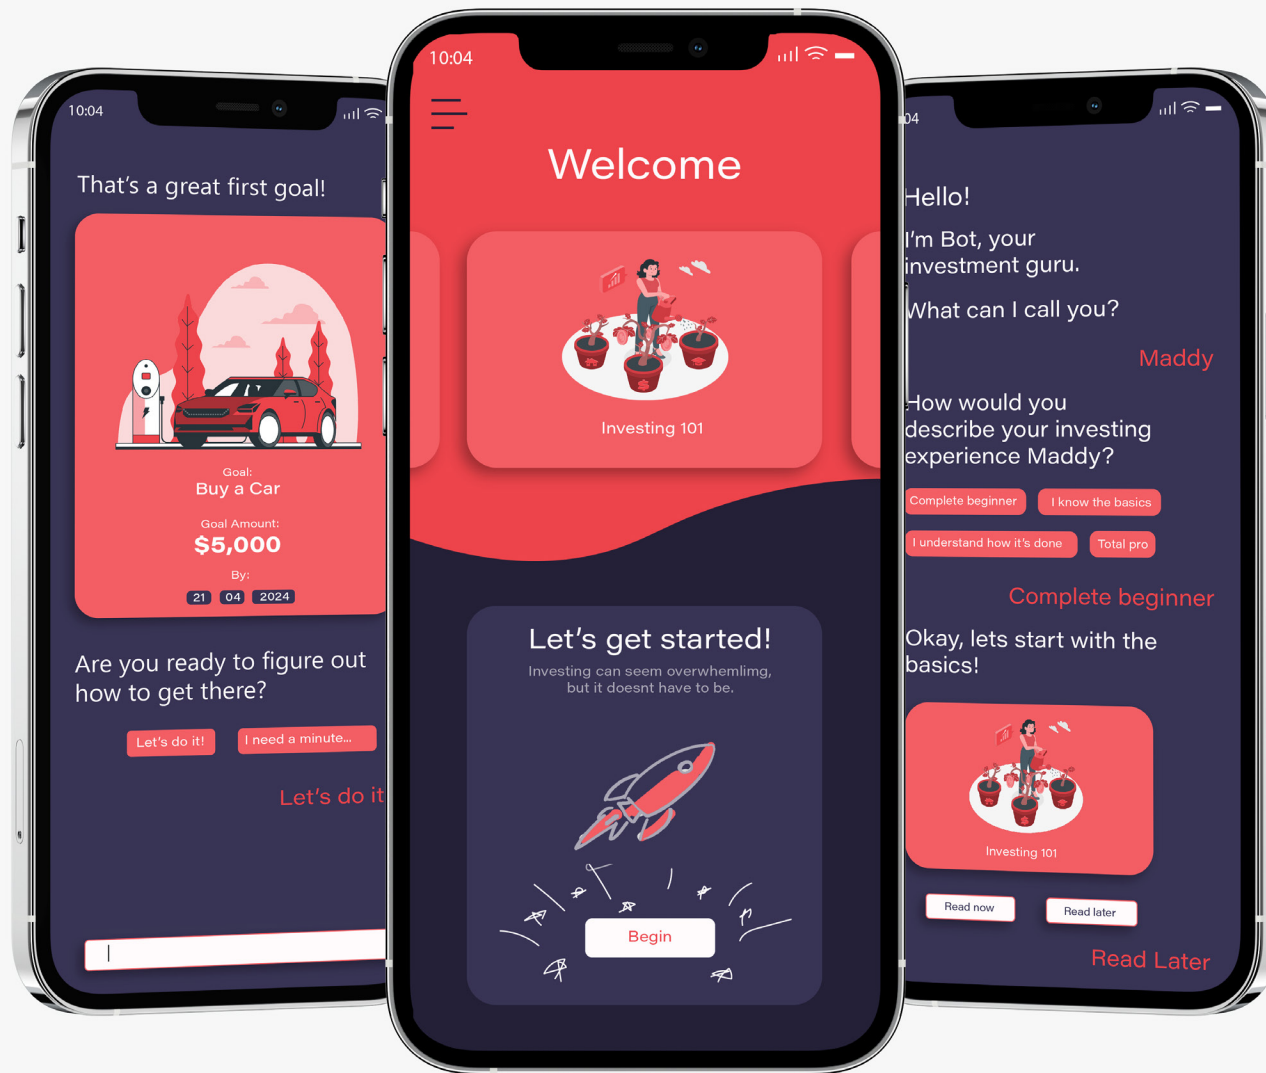 10:04
That's a great first goal!
Goal:
Buy a Car
Goal Amount:
$5,000
By:
21 04 2024
Are you ready to figure out
how to get there?
Let's do it!
I need a minute...
Let's do it
10:04
Welcome
Investing 101
Let's get started!
Investing can seem overwhemlimg,
but it doesnt have to be.
Begin
04
Hello!
I'm Bot, your
investment guru.
What can I call you?
Maddy
How would you
describe your investing
experience Maddy?
Complete beginner
I know the basics
I understand how it's done
Total pro
Complete beginner
Okay, lets start with the
basics!
Investing 101
Read now
Read later
Read Later